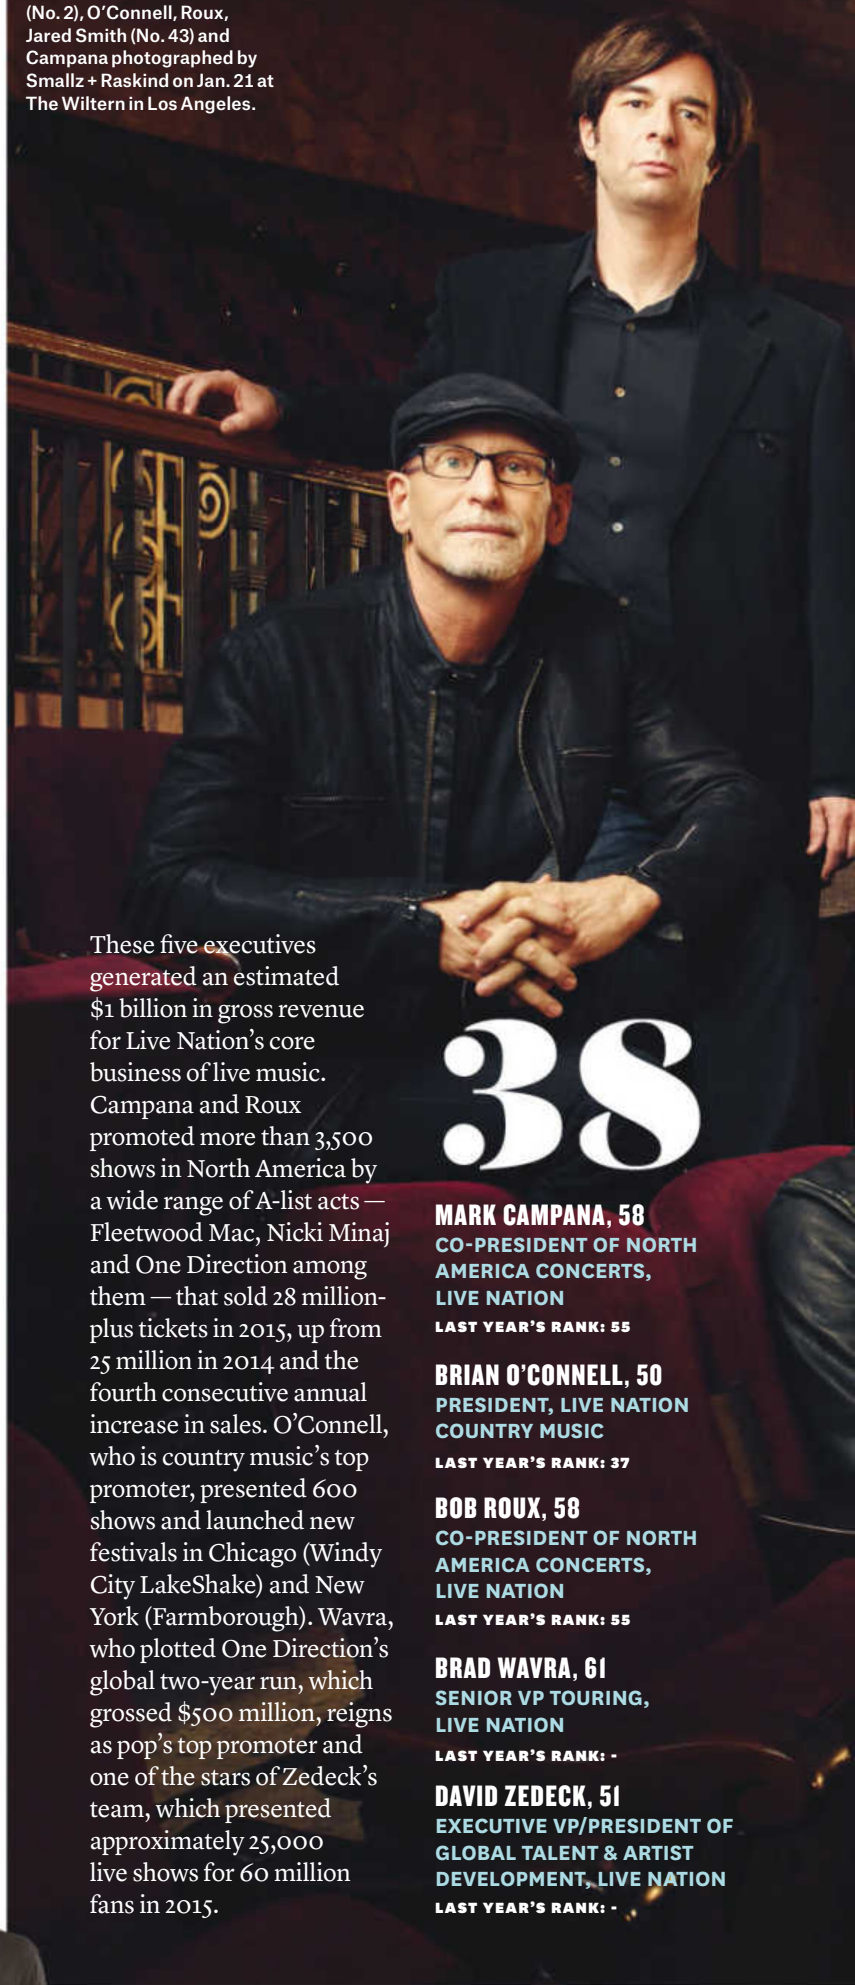 (No. 2), O'Connell, Roux,
Jared Smith (No. 43) and
Campana photographed by
Smallz + Raskind on Jan. 21 at
The Wiltern in Los Angeles.
These five executives
generated an estimated
$1 billion in gross revenue
for Live Nation's core
business of live music.
Campana and Roux
promoted more than 3,500
shows in North America by
a wide range of A-list acts —
Fleetwood Mac, Nicki Minaj
and One Direction among
them — that sold 28 million-
plus tickets in 2015, up from
25 million in 2014 and the
fourth consecutive annual
increase in sales. O'Connell,
who is country music's top
promoter, presented 600
shows and launched new
festivals in Chicago (Windy
City LakeShake) and New
York (Farmborough). Wavra,
who plotted One Direction's
global two-year run, which
grossed $500 million, reigns
as pop's top promoter and
one of the stars of Zedeck's
team, which presented
approximately 25,000
live shows for 60 million
fans in 2015.
38
MARK CAMPANA, 58
CO-PRESIDENT OF NORTH
AMERICA CONCERTS,
LIVE NATION
LAST YEAR'S RANK: 55
BRIAN O'CONNELL, 50
PRESIDENT, LIVE NATION
COUNTRY MUSIC
LAST YEAR'S RANK: 37
BOB ROUX, 58
CO-PRESIDENT OF NORTH
AMERICA CONCERTS,
LIVE NATION
LAST YEAR'S RANK: 55
BRAD WAVRA, 61
SENIOR VP TOURING,
LIVE NATION
LAST YEAR'S RANK: -
DAVID ZEDECK, 51
EXECUTIVE VP/PRESIDENT OF
GLOBAL TALENT & ARTIST
DEVELOPMENT, LIVE NATION
LAST YEAR'S RANK: -